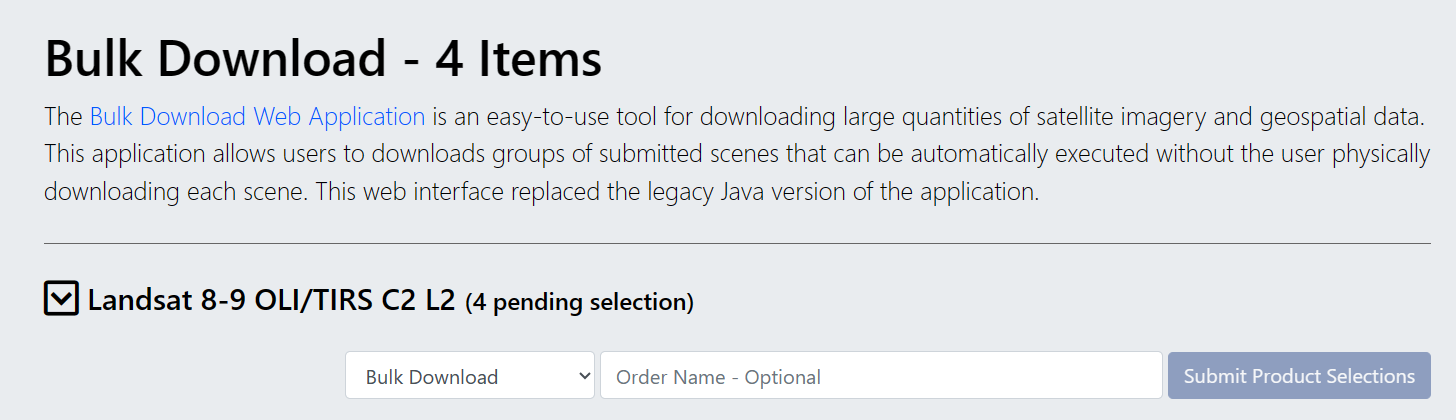 Bulk Download - 4 Items
The Bulk Download Web Application is an easy-to-use tool for downloading large quantities of satellite imagery and geospatial data.
This application allows users to downloads groups of submitted scenes that can be automatically executed without the user physically
downloading each scene. This web interface replaced the legacy Java version of the application.
Landsat 8-9 OLI/TIRS C2 L2 (4 pending selection)
Bulk Download Order Name - Optional Submit Product Selections